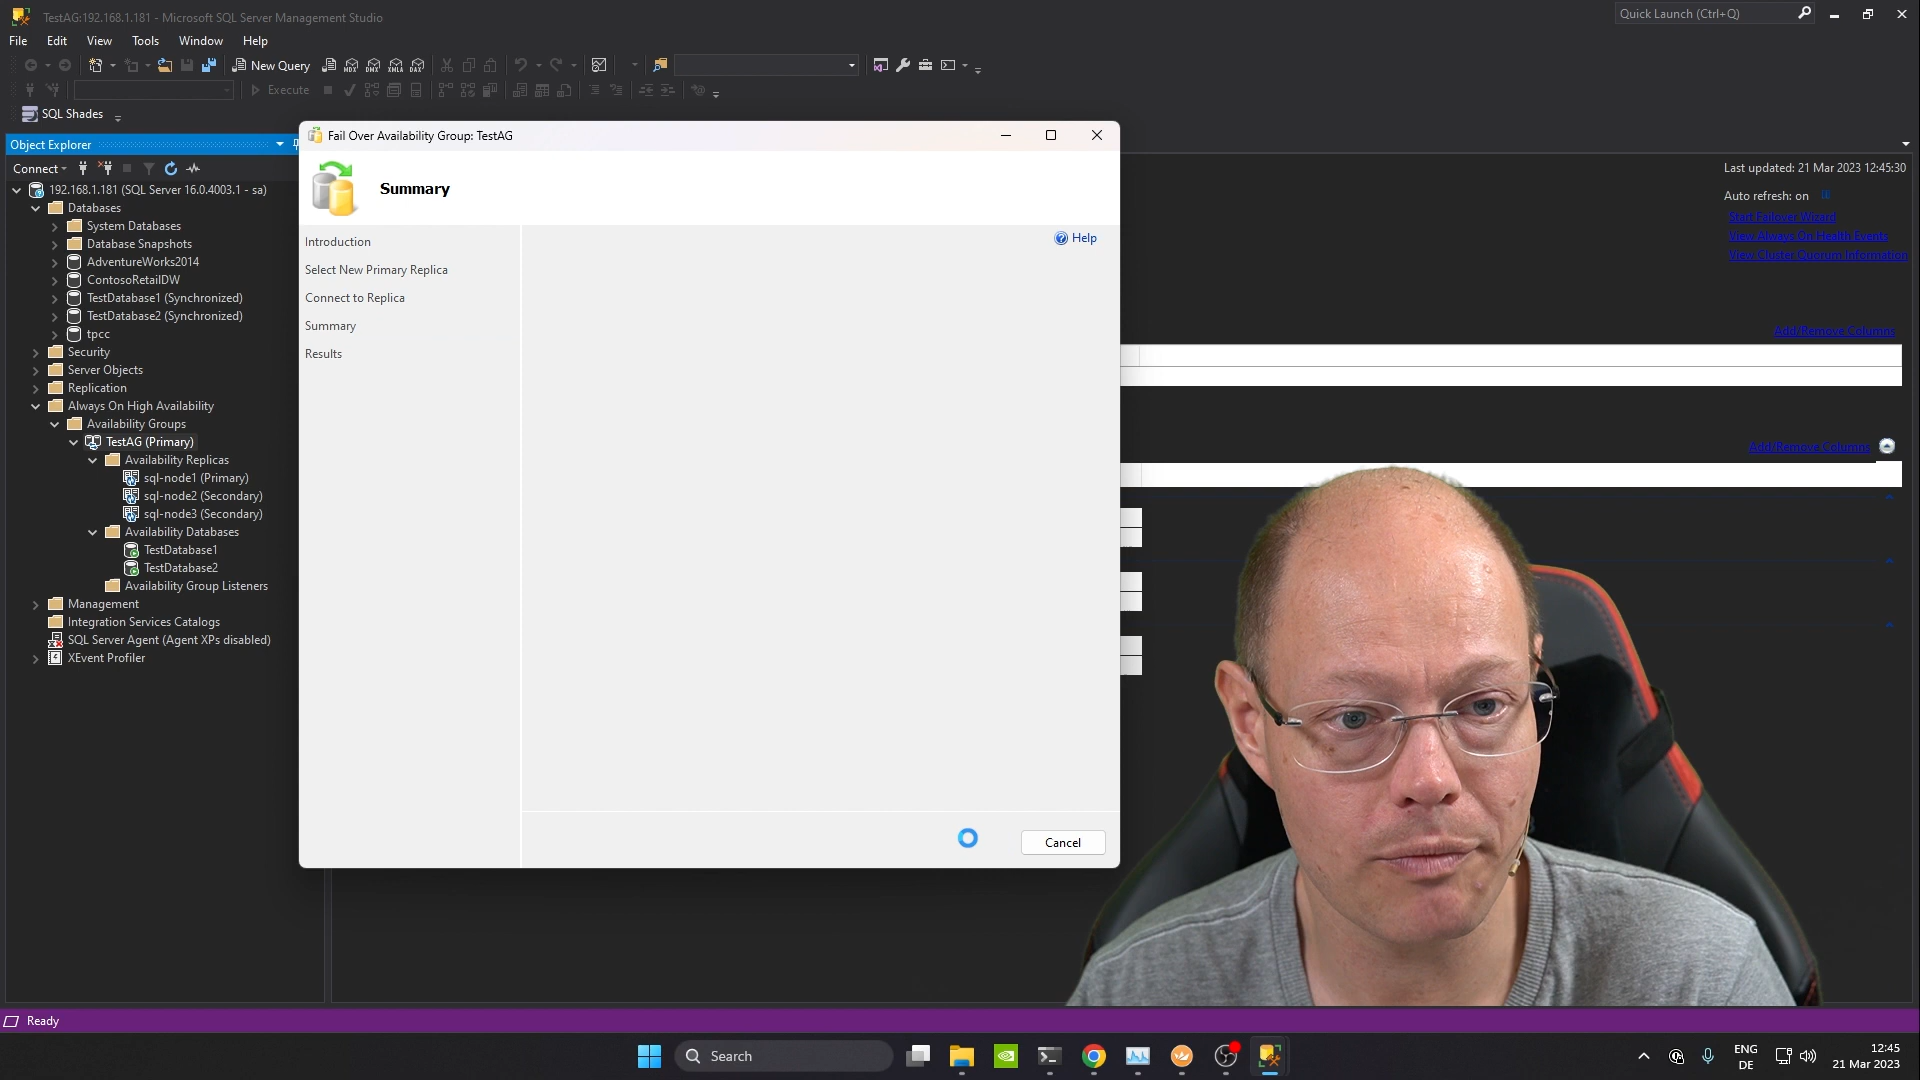 TestAG:192.168.1.181 - Microsoft SQL Server Management Studio
Quick Launch (Ctrl+Q)
File Edit View Tools Window Help
New Query
MDX DMX XMLA DAX
Execute
SQL Shades
Object Explorer
Connect
192.168.1.181 (SQL Server 16.0.4003.1 - sa)
Databases
System Databases
Database Snapshots
AdventureWorks2014
ContosoRetailDW
TestDatabase1 (Synchronized)
TestDatabase2 (Synchronized)
tpcc
Security
Server Objects
Replication
Always On High Availability
Availability Groups
TestAG (Primary)
Availability Replicas
sql-node1 (Primary)
sql-node2 (Secondary)
sql-node3 (Secondary)
Availability Databases
TestDatabase1
TestDatabase2
Availability Group Listeners
Management
Integration Services Catalogs
SQL Server Agent (Agent XPs disabled)
XEvent Profiler
Fail Over Availability Group: TestAG
Summary
Introduction
Select New Primary Replica
Connect to Replica
Summary
Results
Help
Cancel
Last updated: 21 Mar 2023 12:45:30
Auto refresh: on
Start Failover Wizard
View Always On Health Events
View Cluster Quorum Information
Add/Remove Columns
Add/Remove Columns
Ready
Search
ENG
DE
12:45
21 Mar 2023